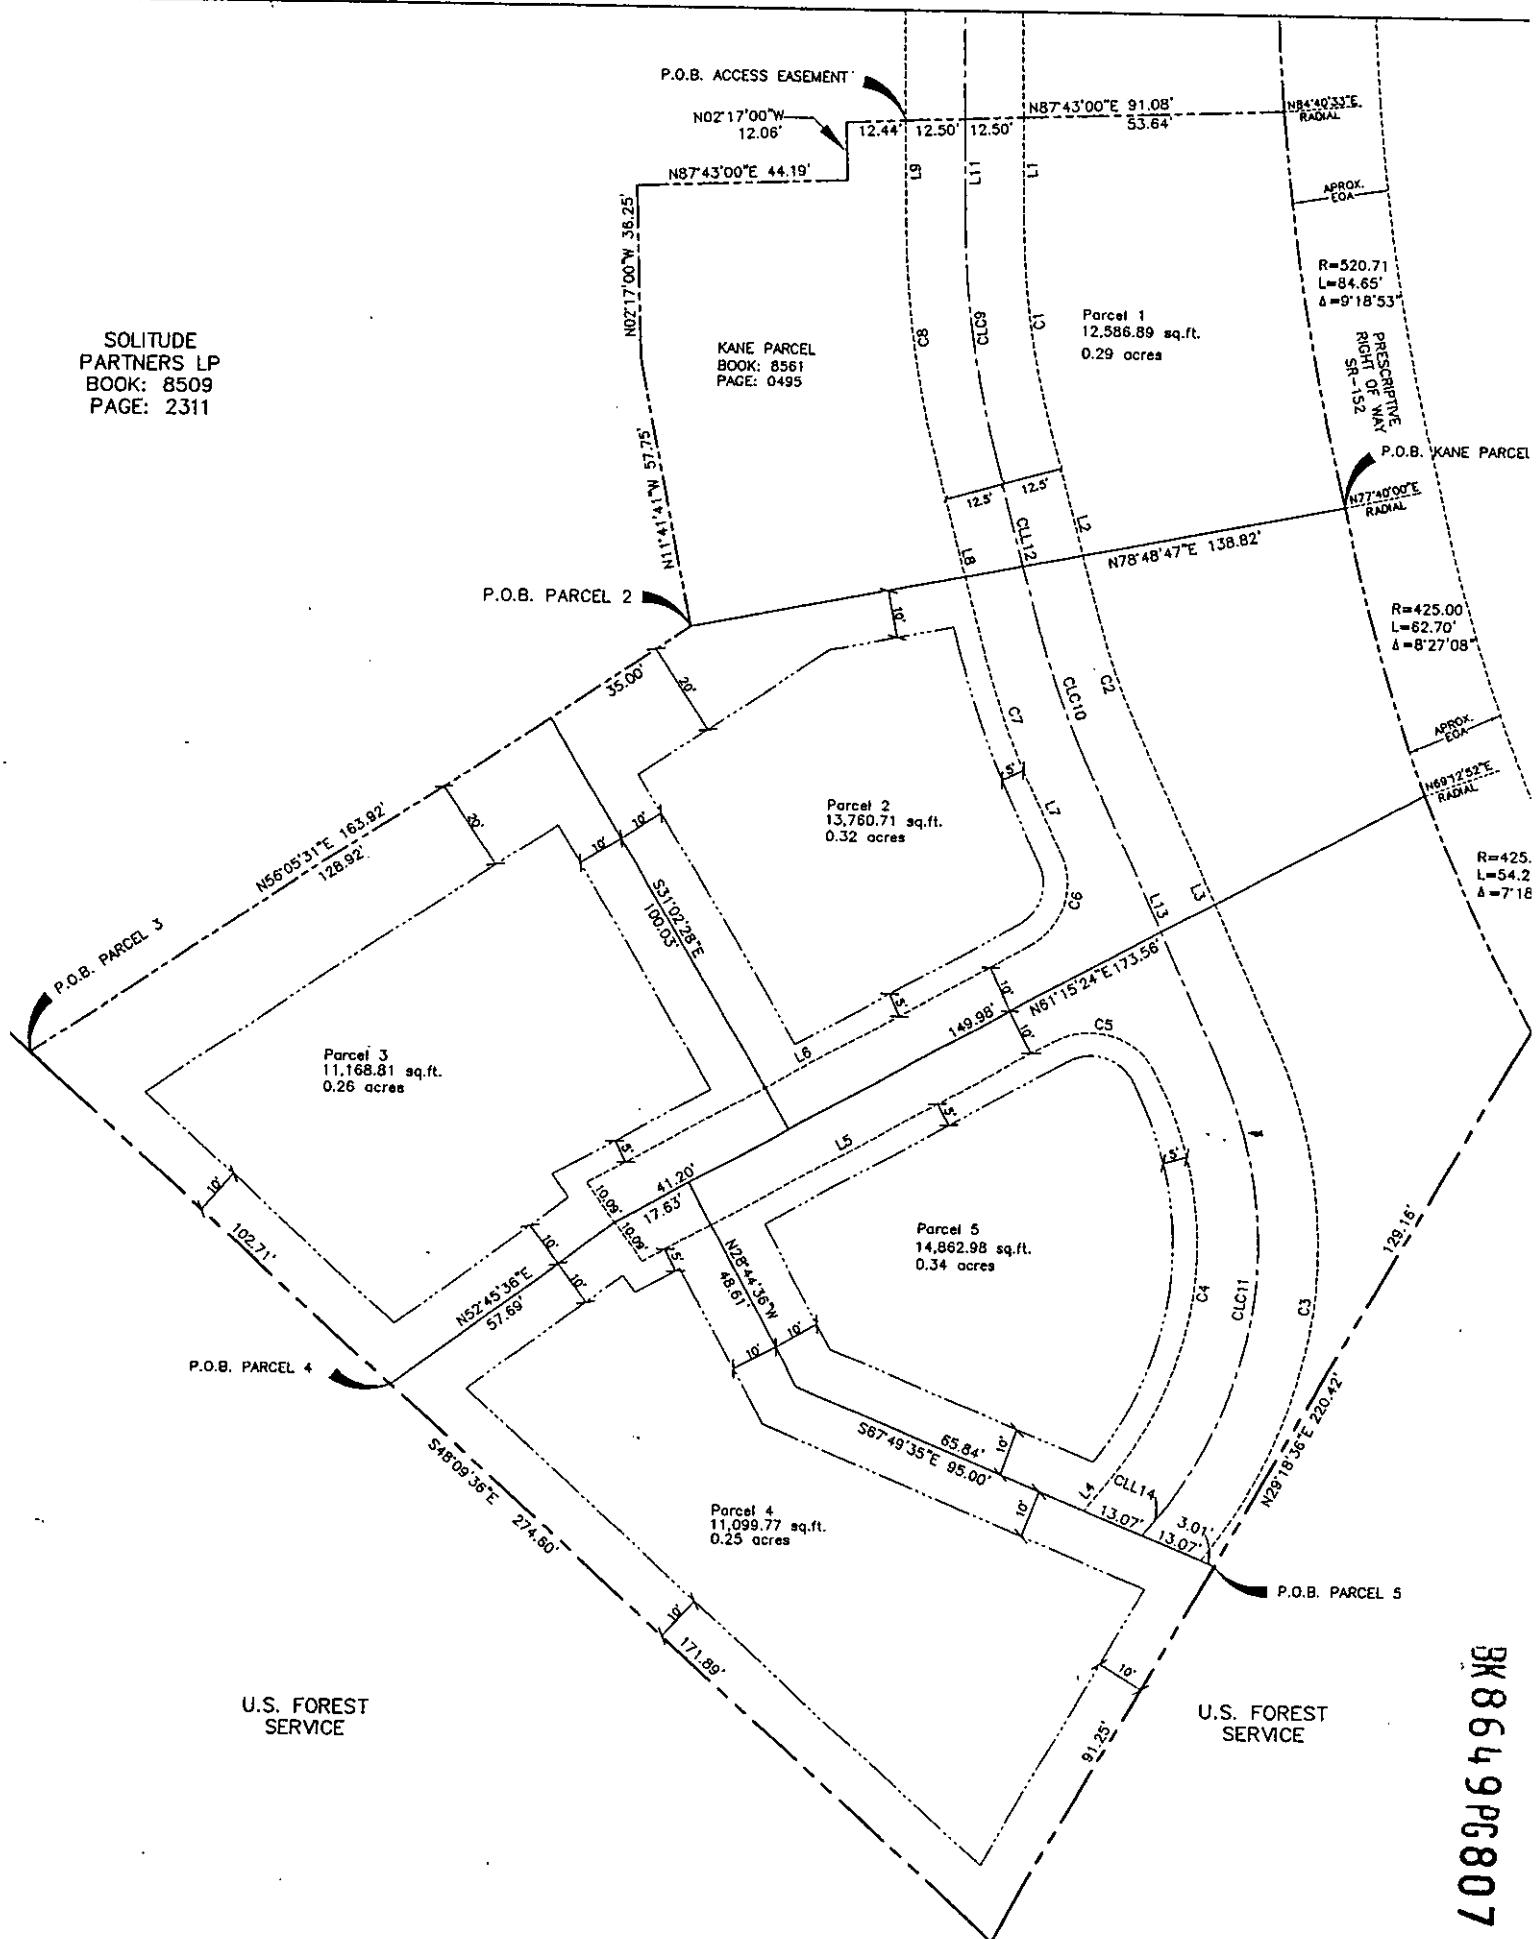 P.O.B. ACCESS EASEMENT
N02°17'00"W
12.06'
N87°43'00"E 91.08'
12.44'
12.50'
12.50'
53.64'
N84°40'33"E
RADIAL
N87°43'00"E 44.19'
L9
L11
L1
APROX.
EOA
N02°17'00"W 38.25'
R=520.71
L=84.65'
Δ=9°18'53"
SOLITUDE
PARTNERS LP
BOOK: 8509
PAGE: 2311
KANE PARCEL
BOOK: 8561
PAGE: 0495
C8
CLC9
C1
Parcel 1
12,586.89 sq.ft.
0.29 acres
PRESCRIPTIVE
RIGHT OF WAY
SR-152
N11°41'41"W 57.75'
P.O.B. KANE PARCEL
12.5'
12.5'
N77°40'00"E
RADIAL
L8
CLL12
L2
N78°48'47"E 138.82'
P.O.B. PARCEL 2
10'
R=425.00
L=62.70'
Δ=8°27'08"
35.00'
20'
C7
CLC10
C2
APROX.
EOA
5'
N69°12'52"E
RADIAL
N56°05'31"E 163.92'
128.92'
20'
10'
10'
Parcel 2
13,760.71 sq.ft.
0.32 acres
L7
R=425.
L=54.2
Δ=7°18
S31°02'28"E
100.03'
C6
L13
L3
P.O.B. PARCEL 3
N61°15'24"E 173.56'
149.98'
5'
10'
10'
Parcel 3
11,168.81 sq.ft.
0.26 acres
L6
C5
5'
5'
L5
10'
102.71'
41.20'
17.63'
10.09'
10.09'
10'
10'
5'
5'
Parcel 5
14,862.98 sq.ft.
0.34 acres
N28°44'36"W
48.61'
N52°45'36"E
57.69'
C4
CLC11
C3
129.16'
P.O.B. PARCEL 4
10'
10'
S67°49'35"E 95.00'
65.84'
10'
10'
N29°18'36"E 220.42'
S48°09'36"E 274.60'
L4
CLL14
13.07'
3.01'
13.07'
Parcel 4
11,099.77 sq.ft.
0.25 acres
P.O.B. PARCEL 5
10'
171.89'
10'
91.25'
U.S. FOREST
SERVICE
U.S. FOREST
SERVICE
BK8649PG807